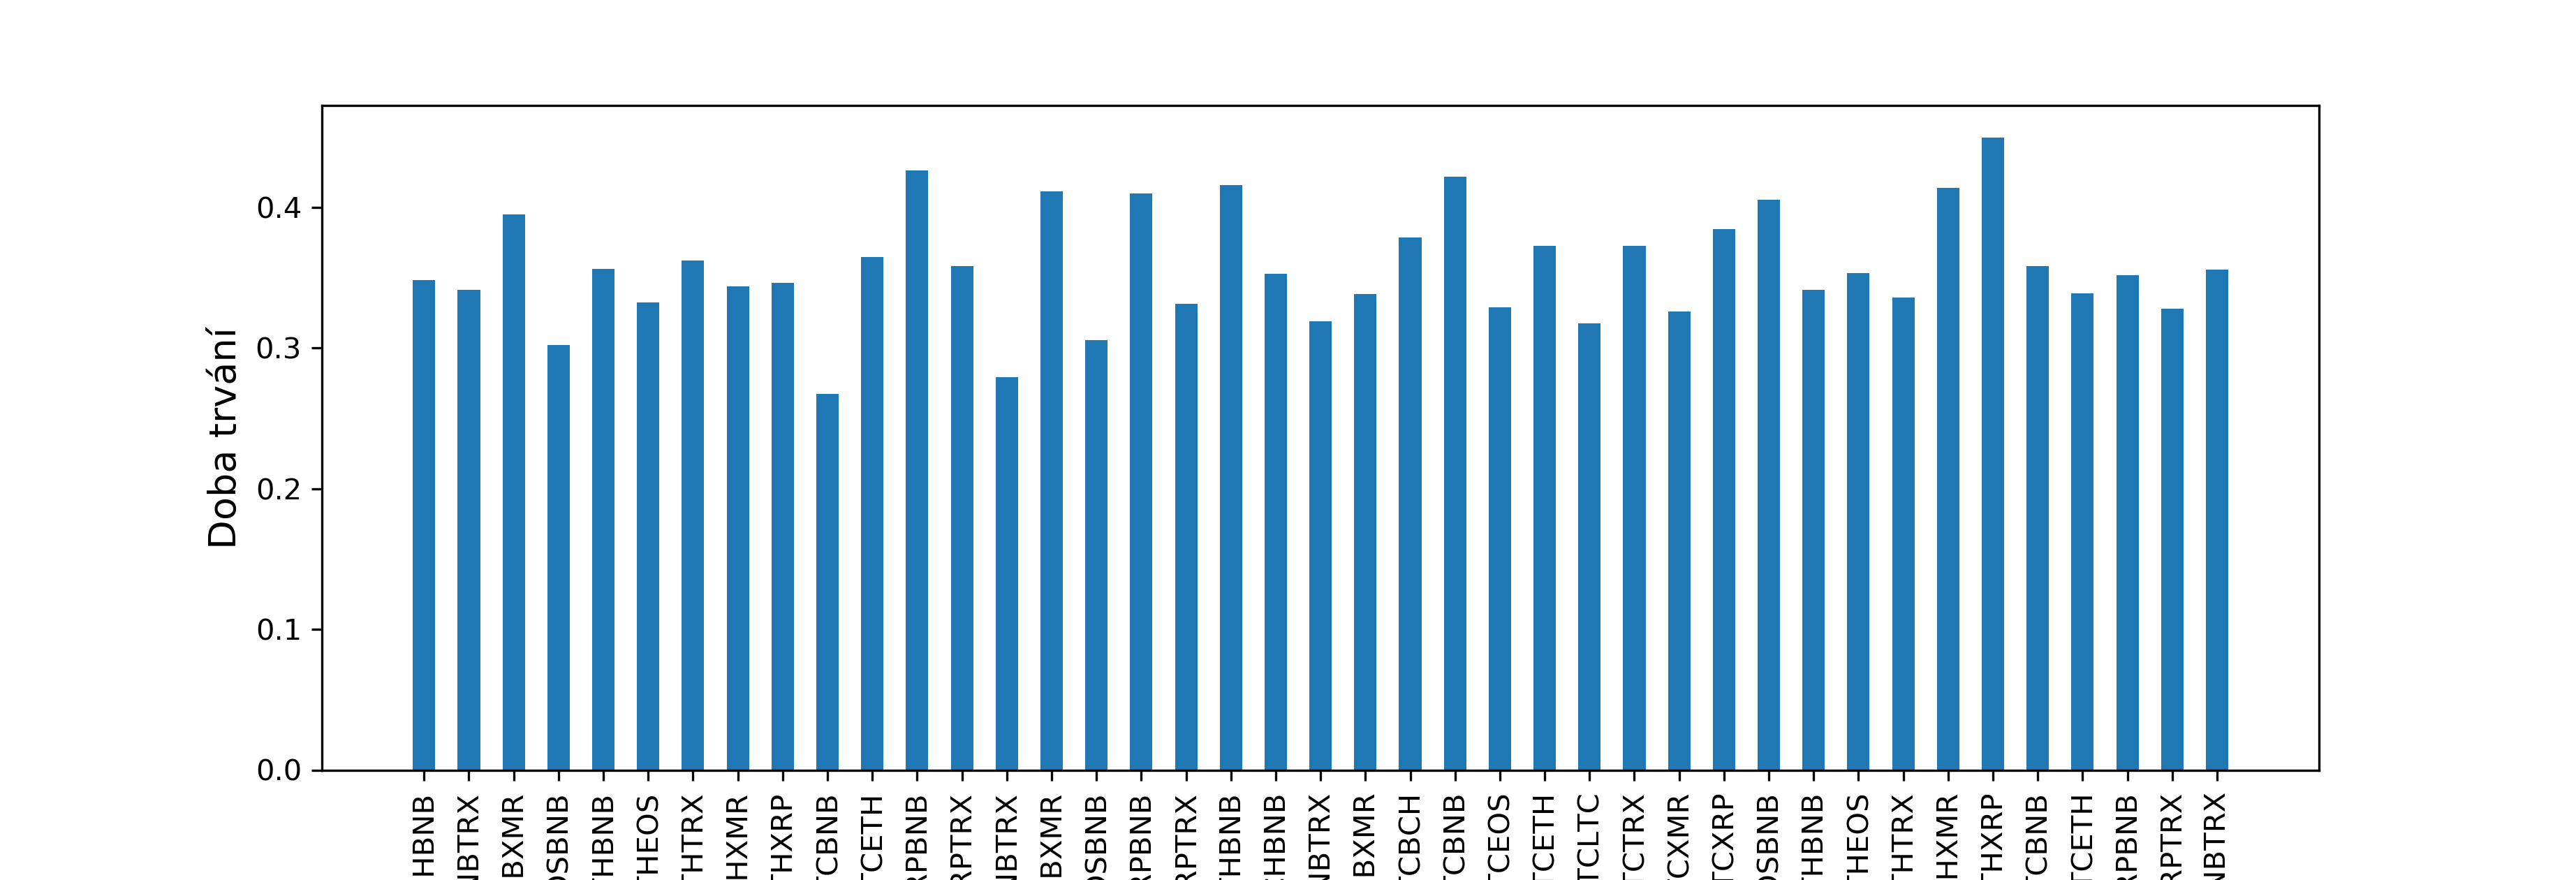 Doba trvání
0.4
0.3
0.2
0.1
0.0
HBNB
NBTRX
BXMR
OSBNB
THBNB
THEOS
THTRX
HXMR
THXRP
TCBNB
TCETH
RPBNB
RPTRX
NBTRX
BXMR
OSBNB
RPBNB
RPTRX
THBNB
HBNB
NBTRX
BXMR
TCBCH
TCBNB
TCEOS
TCETH
TCLTC
TCTRX
CXMR
TCXRP
OSBNB
THBNB
THEOS
THTRX
HXMR
THXRP
TCBNB
TCETH
RPBNB
RPTRX
NBTRX